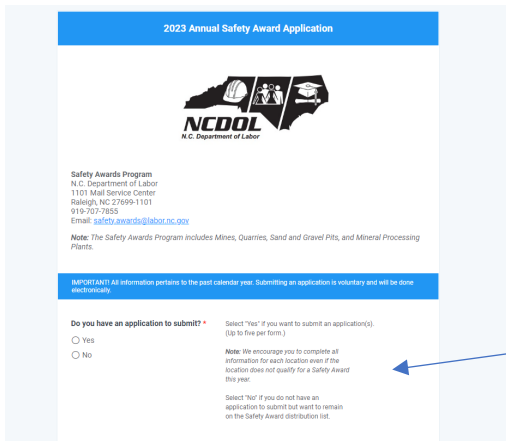 2023 Annual Safety Award Application
NCDOL
N.C. Department of Labor
Safety Awards Program
N.C. Department of Labor
1101 Mail Service Center
Raleigh, NC 27699-1101
919-707-7855
Email: safety.awards@labor.nc.gov
Note: The Safety Awards Program includes Mines, Quarries, Sand and Gravel Pits, and Mineral Processing
Plants.
IMPORTANT! All information pertains to the past calendar year. Submitting an application is voluntary and will be done
electronically.
Do you have an application to submit? *
Yes
No
Select "Yes" if you want to submit an application(s).
(Up to five per form.)
Note: We encourage you to complete all
information for each location even if the
location does not qualify for a Safety Award
this year.
Select "No" if you do not have an
application to submit but want to remain
on the Safety Award distribution list.